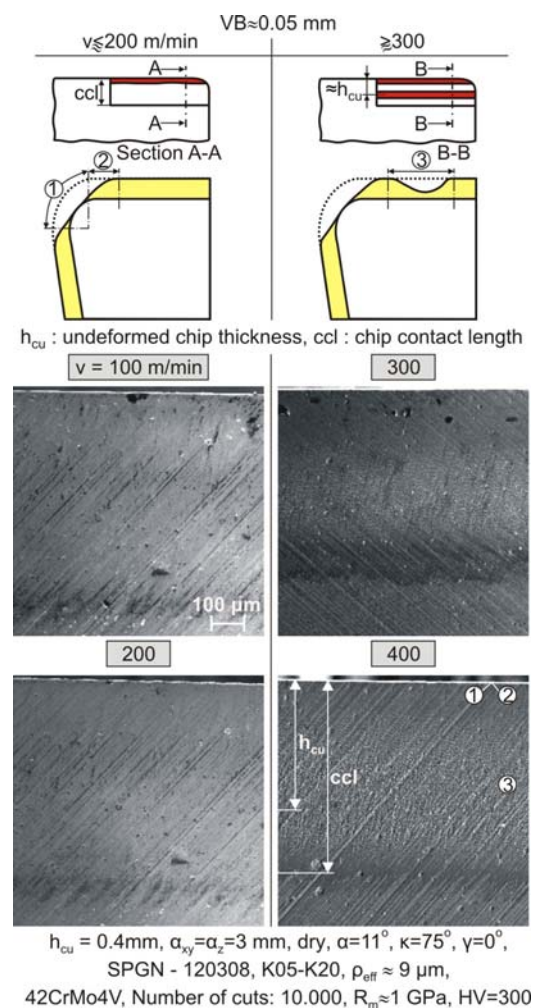 VB≈0.05 mm
v≦200 m/min
≧300
A
B
ccl
≈h_cu
A
B
Section A-A
B-B
①
②
③
h_cu : undeformed chip thickness, ccl : chip contact length
v = 100 m/min
300
100 µm
200
400
① ②
h_cu
ccl
③
h_cu = 0.4mm, α_xy=α_z=3 mm, dry, α=11°, κ=75°, γ=0°,
SPGN - 120308, K05-K20, ρ_eff ≈ 9 µm,
42CrMo4V, Number of cuts: 10.000, R_m≈1 GPa, HV=300